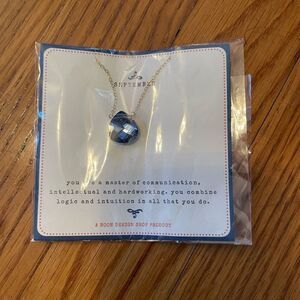 SEPTEMBER
you are a master of communication,
intellectual and hardworking. you combine
logic and intuition in all that you do.
A MOON DESIGN SHOP PRODUCT